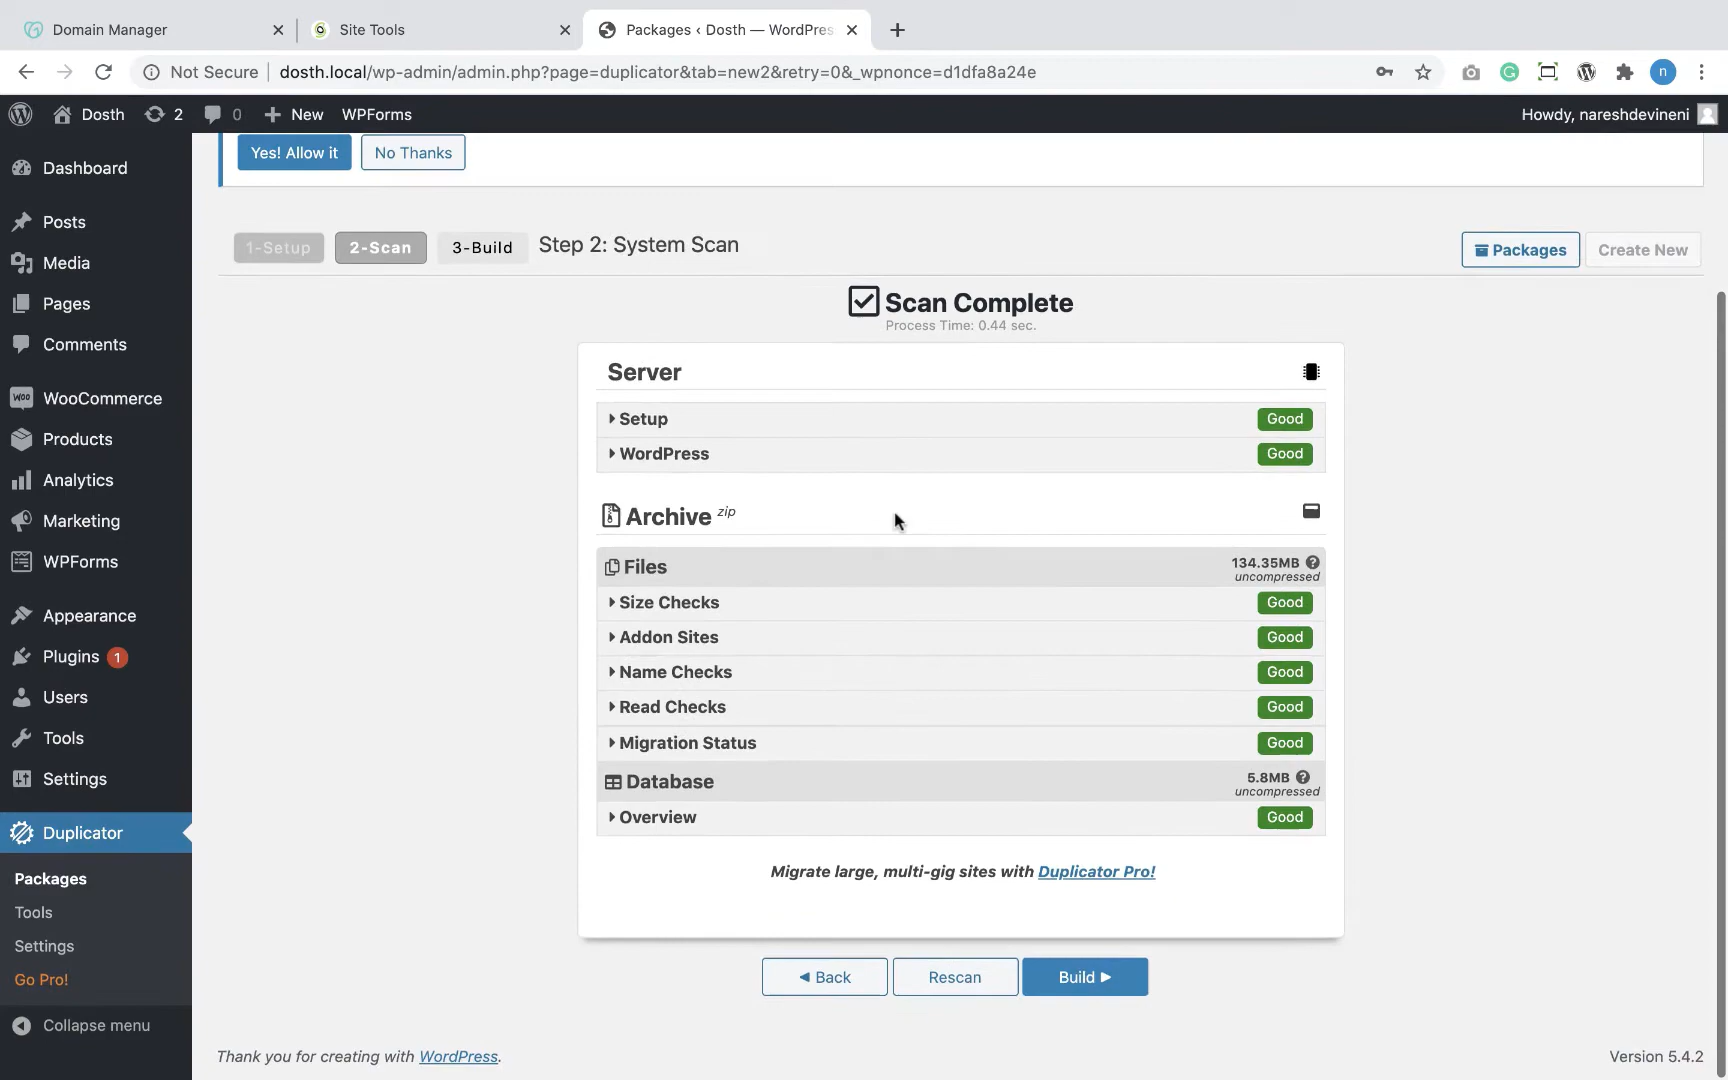 Domain Manager
Site Tools
Packages ‹ Dosth — WordPres
Not Secure
dosth.local/wp-admin/admin.php?page=duplicator&tab=new2&retry=0&_wpnonce=d1dfa8a24e
n
Dosth
2
0
New
WPForms
Howdy, nareshdevineni
Yes! Allow it
No Thanks
Dashboard
Posts
Media
Pages
Comments
WOO
WooCommerce
Products
Analytics
Marketing
WPForms
Appearance
Plugins 1
Users
Tools
Settings
Duplicator
Packages
Tools
Settings
Go Pro!
Collapse menu
1-Setup
2-Scan
3-Build
Step 2: System Scan
Packages
Create New
Scan Complete
Process Time: 0.44 sec.
Server
Setup Good
WordPress Good
Archive zip
Files 134.35MB ?
uncompressed
Size Checks Good
Addon Sites Good
Name Checks Good
Read Checks Good
Migration Status Good
Database 5.8MB ?
uncompressed
Overview Good
Migrate large, multi-gig sites with Duplicator Pro!
◀ Back
Rescan
Build ▶
Thank you for creating with WordPress.
Version 5.4.2